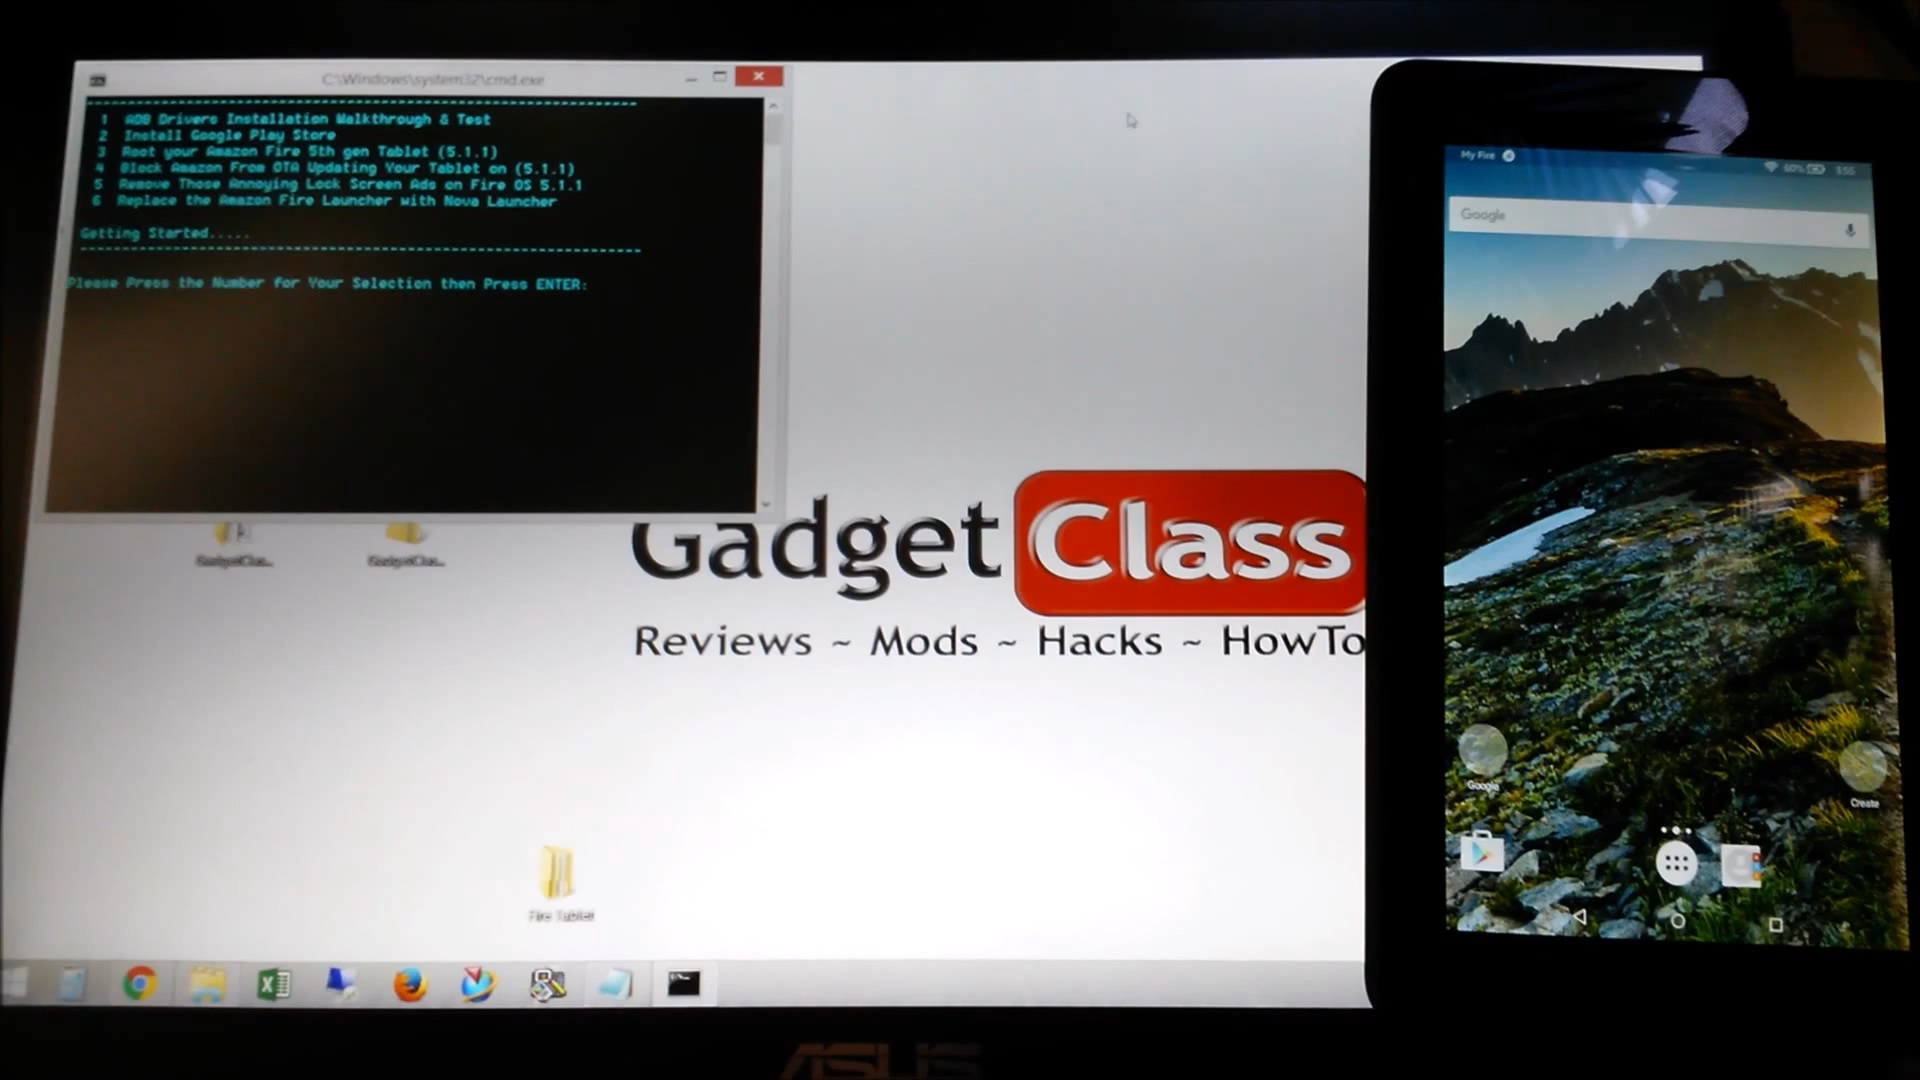 C:\Windows\system32\cmd.exe
1 ADB Drivers Installation Walkthrough & Test
2 Install Google Play Store
3 Root your Amazon Fire 5th gen Tablet (5.1.1)
4 Block Amazon From OTA Updating Your Tablet on (5.1.1)
5 Remove Those Annoying Lock Screen Ads on Fire OS 5.1.1
6 Replace the Amazon Fire Launcher with Nova Launcher
Getting Started.....
Please Press the Number for Your Selection then Press ENTER:
GadgetClas...
GadgetClas...
Gadget Class
Reviews ~ Mods ~ Hacks ~ HowTo
Fire Tablet
ASUS
My Fire
60%
Google
Google
Create